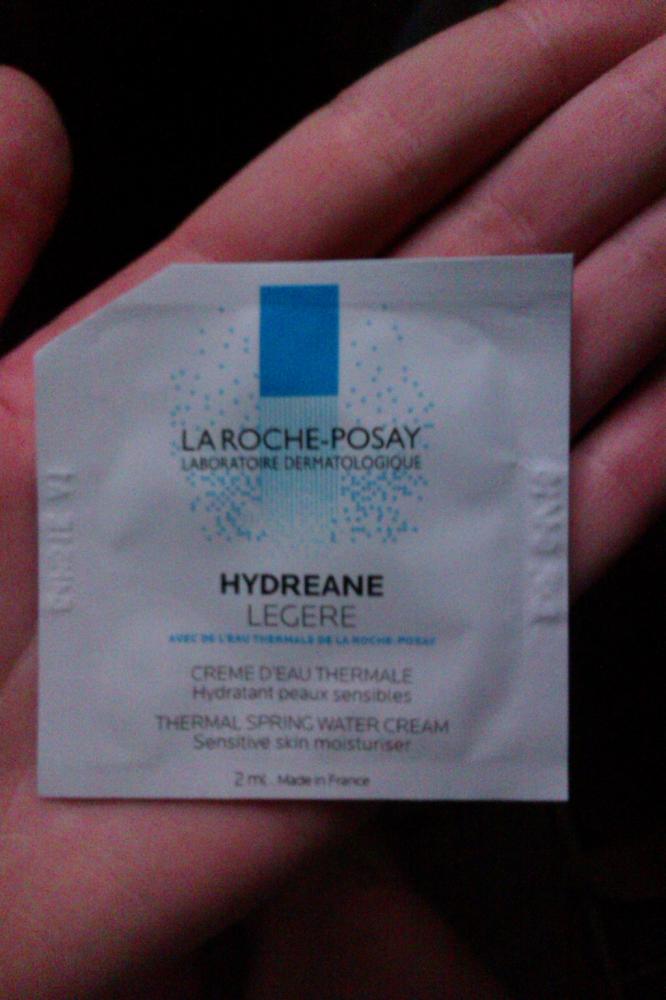 LA ROCHE-POSAY
LABORATOIRE DERMATOLOGIQUE
HYDREANE
LEGERE
AVEC DE L'EAU THERMALE DE LA ROCHE-POSAY
CREME D'EAU THERMALE
Hydratant peaux sensibles
THERMAL SPRING WATER CREAM
Sensitive skin moisturiser
2 ml. Made in France